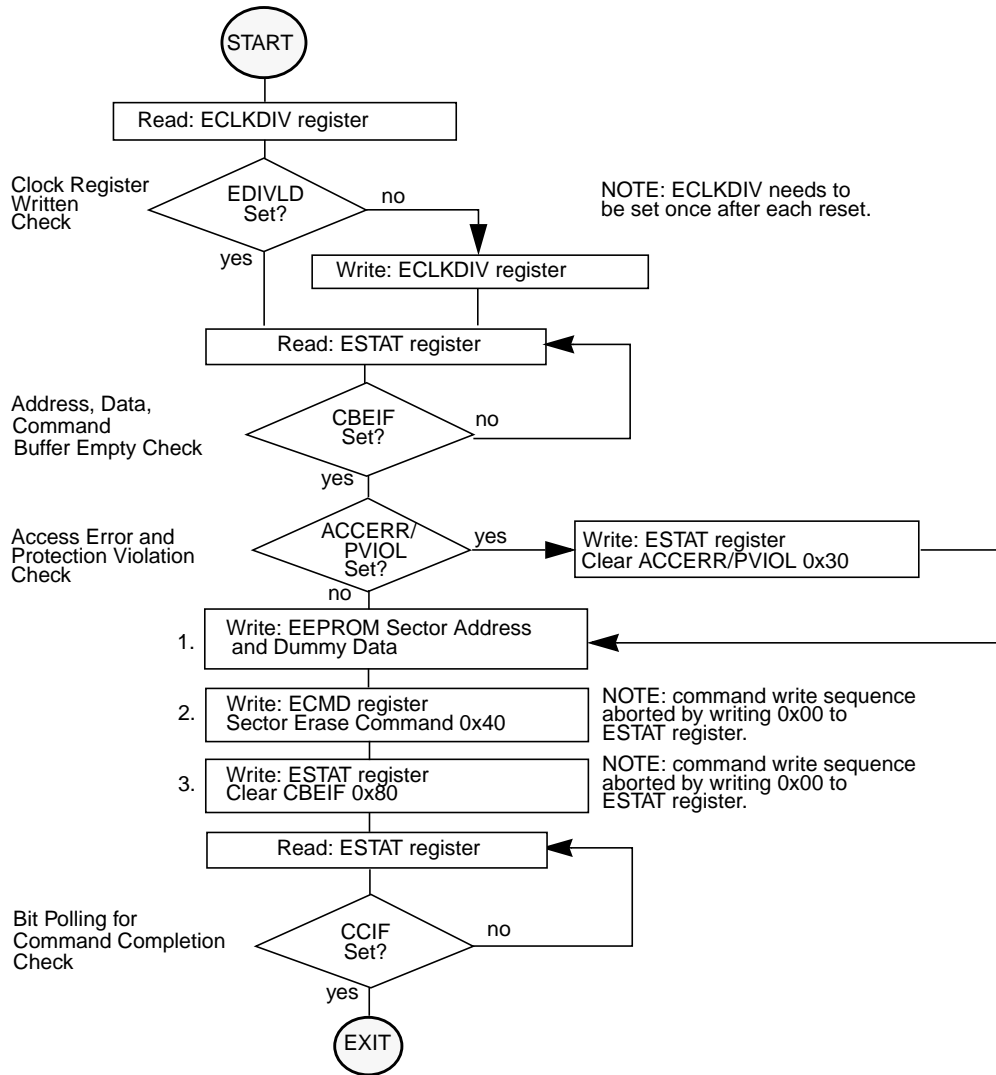 START
Read: ECLKDIV register
Clock Register
Written
Check
EDIVLD
Set?
no
yes
NOTE: ECLKDIV needs to
be set once after each reset.
Write: ECLKDIV register
Read: ESTAT register
Address, Data,
Command
Buffer Empty Check
CBEIF
Set?
no
yes
Access Error and
Protection Violation
Check
ACCERR/
PVIOL
Set?
yes
no
Write: ESTAT register
Clear ACCERR/PVIOL 0x30
1.
Write: EEPROM Sector Address
and Dummy Data
2.
Write: ECMD register
Sector Erase Command 0x40
NOTE: command write sequence
aborted by writing 0x00 to
ESTAT register.
3.
Write: ESTAT register
Clear CBEIF 0x80
NOTE: command write sequence
aborted by writing 0x00 to
ESTAT register.
Read: ESTAT register
Bit Polling for
Command Completion
Check
CCIF
Set?
no
yes
EXIT